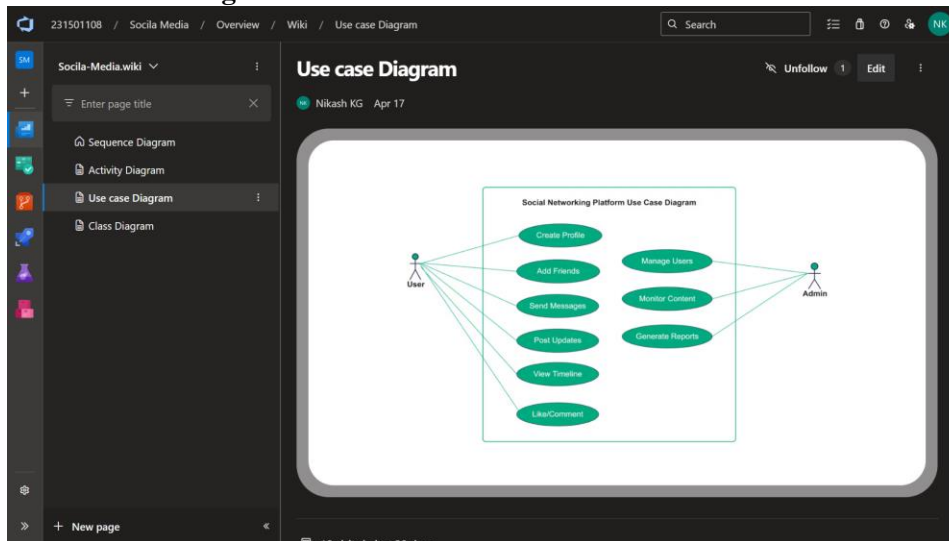 231501108 / Socila Media / Overview / Wiki / Use case Diagram
Search
NK
SM
Socila-Media.wiki
Enter page title
Sequence Diagram
Activity Diagram
Use case Diagram
Class Diagram
New page
Use case Diagram
Unfollow 1 Edit
NK Nikash KG Apr 17
Social Networking Platform Use Case Diagram
Create Profile
Add Friends
Send Messages
Post Updates
View Timeline
Like/Comment
User
Manage Users
Monitor Content
Generate Reports
Admin